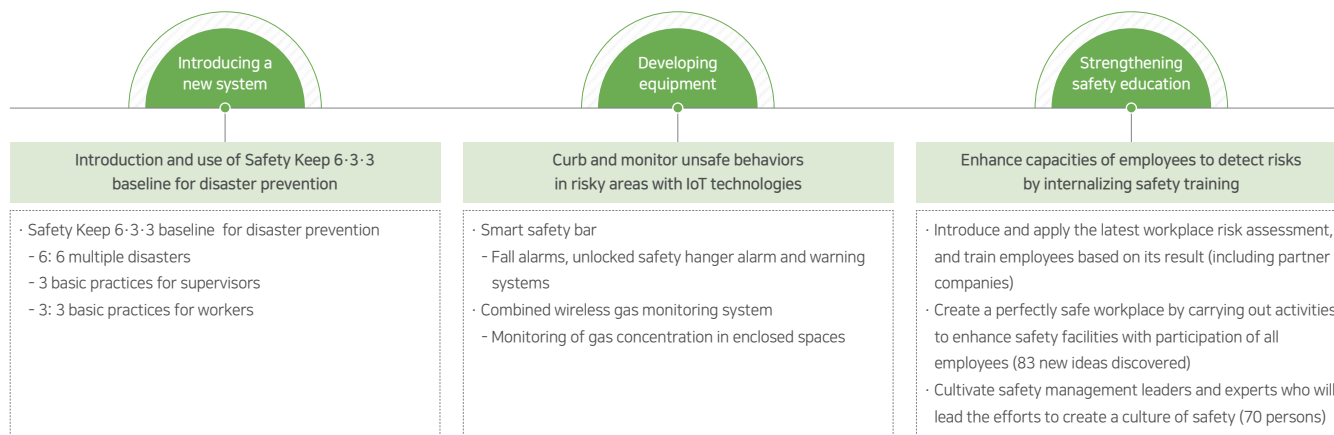 Introducing a
new system
Introduction and use of Safety Keep 6·3·3
baseline for disaster prevention
· Safety Keep 6·3·3 baseline for disaster prevention
- 6: 6 multiple disasters
- 3 basic practices for supervisors
- 3: 3 basic practices for workers
Developing
equipment
Curb and monitor unsafe behaviors
in risky areas with IoT technologies
· Smart safety bar
- Fall alarms, unlocked safety hanger alarm and warning
systems
· Combined wireless gas monitoring system
- Monitoring of gas concentration in enclosed spaces
Strengthening
safety education
Enhance capacities of employees to detect risks
by internalizing safety training
· Introduce and apply the latest workplace risk assessment,
and train employees based on its result (including partner
companies)
· Create a perfectly safe workplace by carrying out activities
to enhance safety facilities with participation of all
employees (83 new ideas discovered)
· Cultivate safety management leaders and experts who will
lead the efforts to create a culture of safety (70 persons)